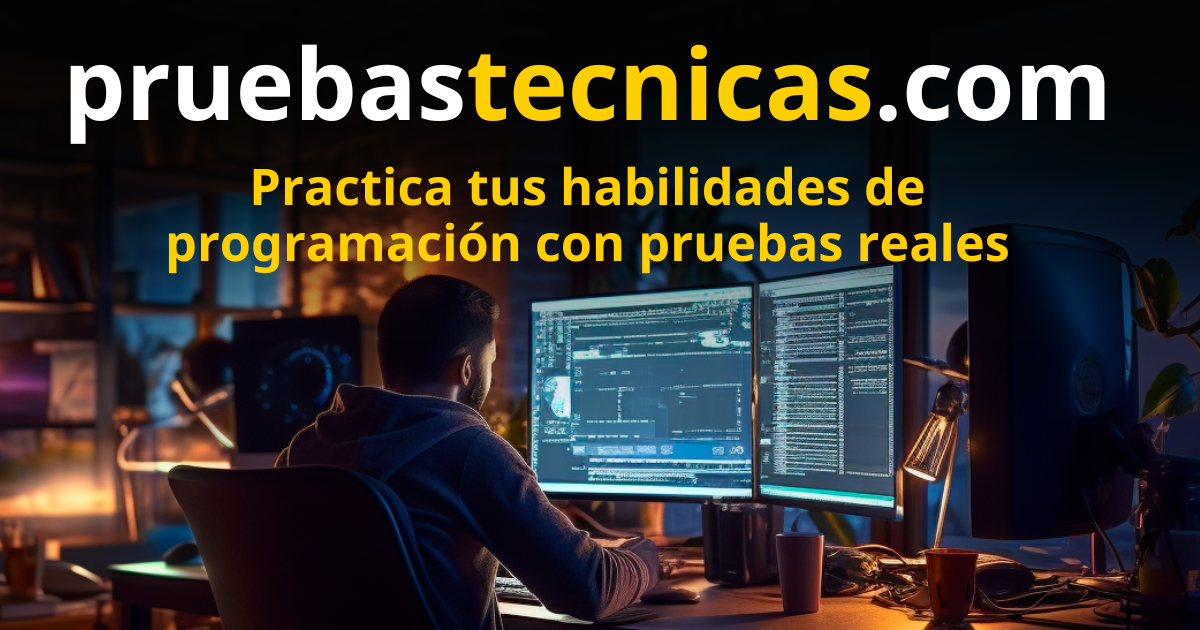 pruebastecnicas.com
Practica tus habilidades de
programación con pruebas reales